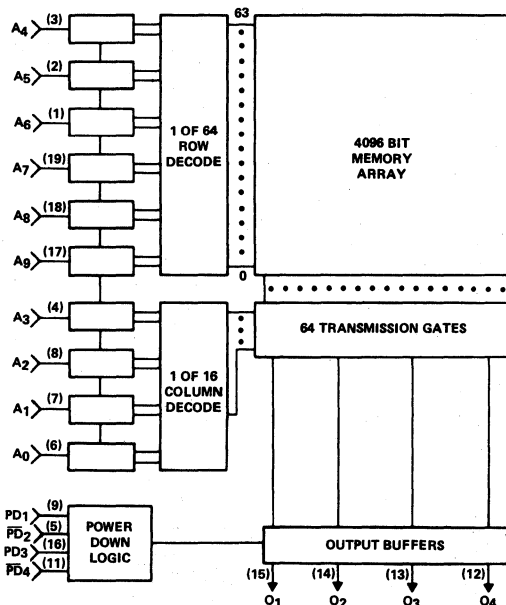 A4 (3)
A5 (2)
A6 (1)
A7 (19)
A8 (18)
A9 (17)
A3 (4)
A2 (8)
A1 (7)
A0 (6)
1 OF 64
ROW
DECODE
63
0
4096 BIT
MEMORY
ARRAY
1 OF 16
COLUMN
DECODE
64 TRANSMISSION GATES
PD1 (9)
P̅D̅2 (5)
PD3 (16)
P̅D̅4 (11)
POWER
DOWN
LOGIC
OUTPUT BUFFERS
(15) (14) (13) (12)
O1 O2 O3 O4